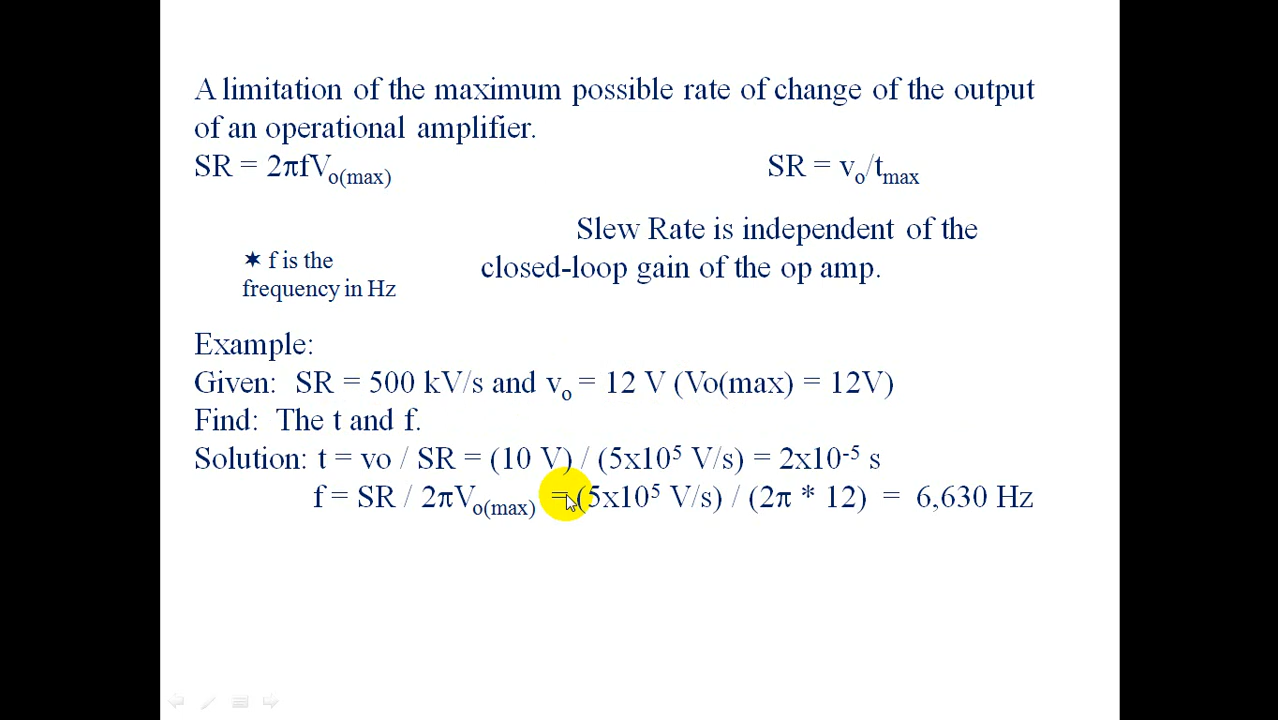 A limitation of the maximum possible rate of change of the output
of an operational amplifier.
SR = 2πfVo(max)
SR = vo/tmax
Slew Rate is independent of the
closed-loop gain of the op amp.
✶ f is the
frequency in Hz
Example:
Given: SR = 500 kV/s and vo = 12 V (Vo(max) = 12V)
Find: The t and f.
Solution: t = vo / SR = (10 V) / (5x10⁵ V/s) = 2x10⁻⁵ s
f = SR / 2πVo(max) = (5x10⁵ V/s) / (2π * 12) = 6,630 Hz